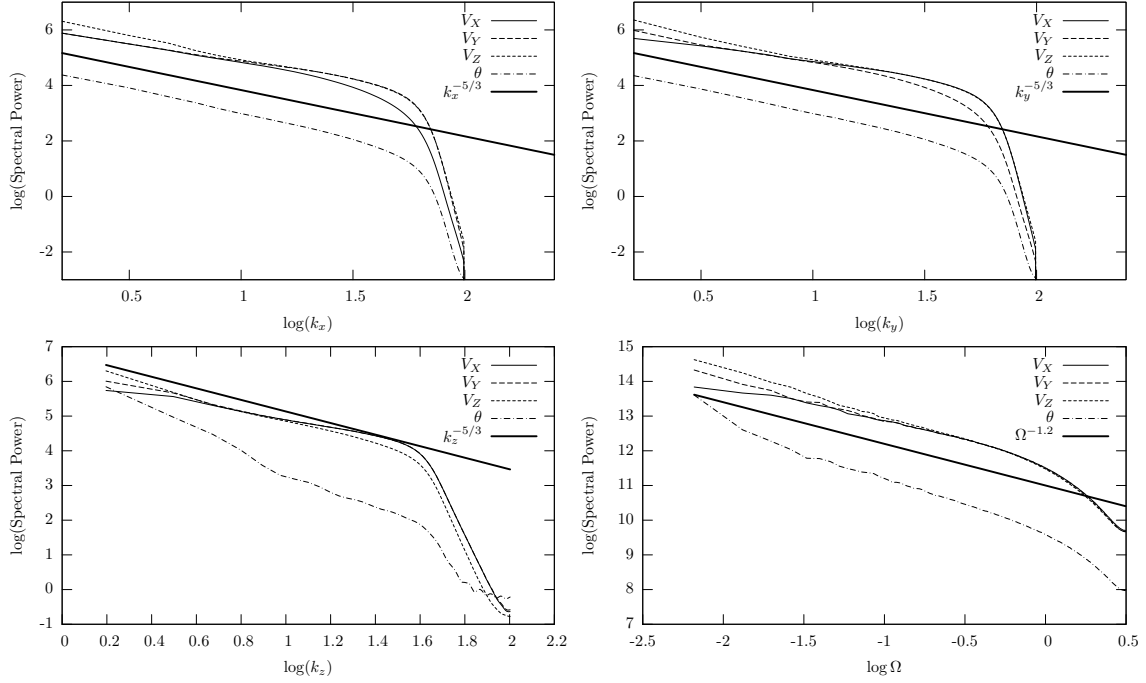 log(Spectral Power)
6
4
2
0
-2
0.5
1
1.5
2
log(kₓ)
V_X
V_Y
V_Z
θ
k_x^{-5/3}
log(Spectral Power)
6
4
2
0
-2
0.5
1
1.5
2
log(k_y)
V_X
V_Y
V_Z
θ
k_y^{-5/3}
log(Spectral Power)
7
6
5
4
3
2
1
0
-1
0
0.2
0.4
0.6
0.8
1
1.2
1.4
1.6
1.8
2
2.2
log(k_z)
V_X
V_Y
V_Z
θ
k_z^{-5/3}
log(Spectral Power)
15
14
13
12
11
10
9
8
7
-2.5
-2
-1.5
-1
-0.5
0
0.5
log Ω
V_X
V_Y
V_Z
θ
Ω^{-1.2}